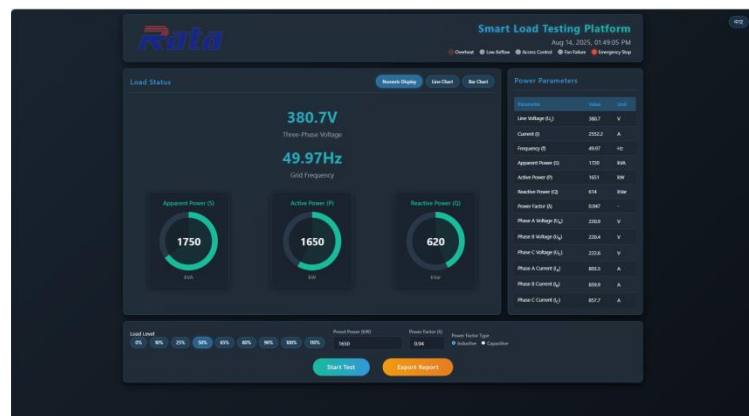 中文
Rata
Smart Load Testing Platform
Aug 14, 2025, 01:49:05 PM
Overheat Low Airflow Access Control Fan Failure Emergency Stop
Load Status
Numeric Display Line Chart Bar Chart
380.7V
Three-Phase Voltage
49.97Hz
Grid Frequency
Apparent Power (S) Active Power (P) Reactive Power (Q)
1750 1650 620
kVA kW kVar
Power Parameters
Parameter Value Unit
Line Voltage (U) 380.7 V
Current (I) 2552.2 A
Frequency (f) 49.97 Hz
Apparent Power (S) 1730 kVA
Active Power (P) 1651 kW
Reactive Power (Q) 614 kVar
Power Factor (λ) 0.947 -
Phase A Voltage 220.9 V
Phase B Voltage 220.4 V
Phase C Voltage 222.6 V
Phase A Current A
Phase B Current 859.9 A
Phase C Current 857.7 A
Load Level
0% 10% 25% 50% 65% 80% 90% 100% 110%
Preset Power (kW)
1650
Power Factor (λ)
0.94
Power Factor Type
Inductive Capacitive
Start Test Export Report